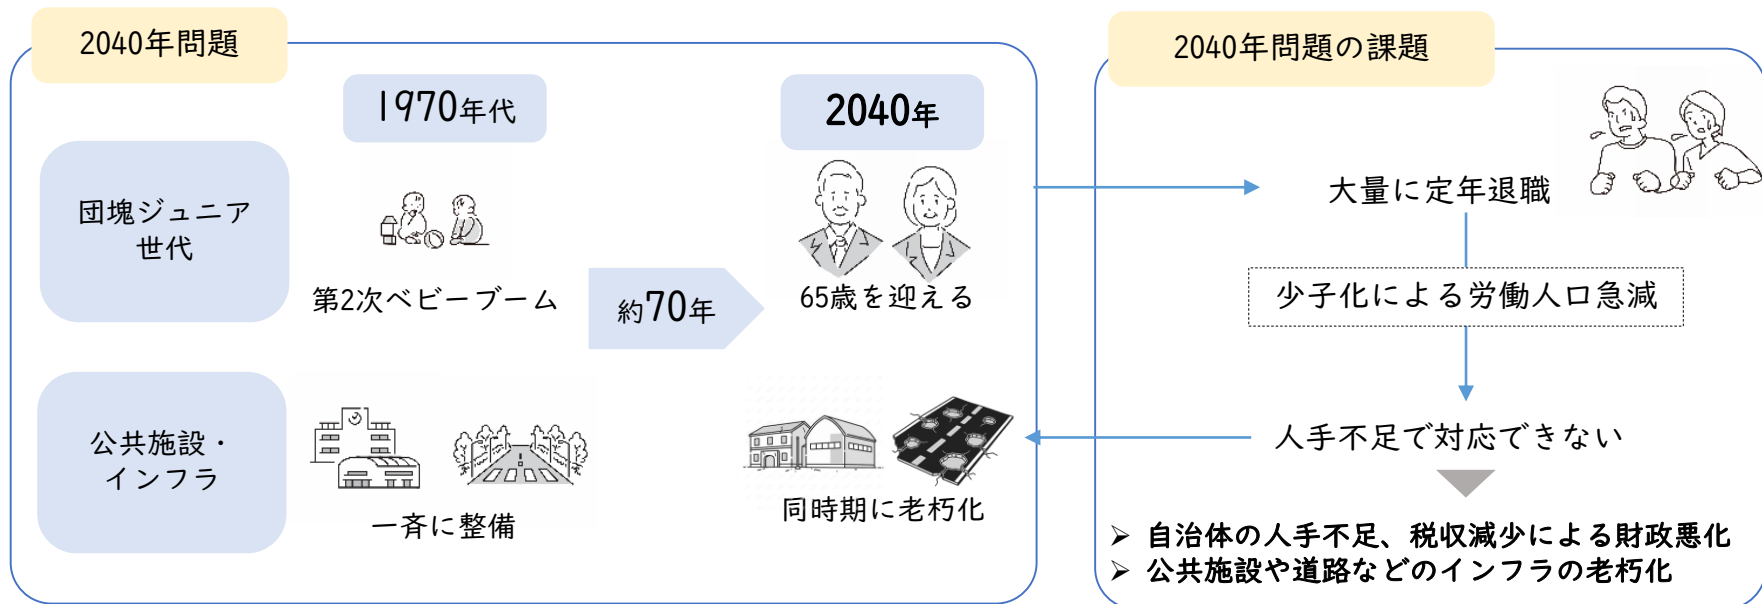 2040年問題
1970年代
2040年
団塊ジュニア
世代
第2次ベビーブーム
約70年
65歳を迎える
公共施設・
インフラ
一斉に整備
同時期に老朽化
2040年問題の課題
大量に定年退職
少子化による労働人口急減
人手不足で対応できない
➢ 自治体の人手不足、税収減少による財政悪化
➢ 公共施設や道路などのインフラの老朽化